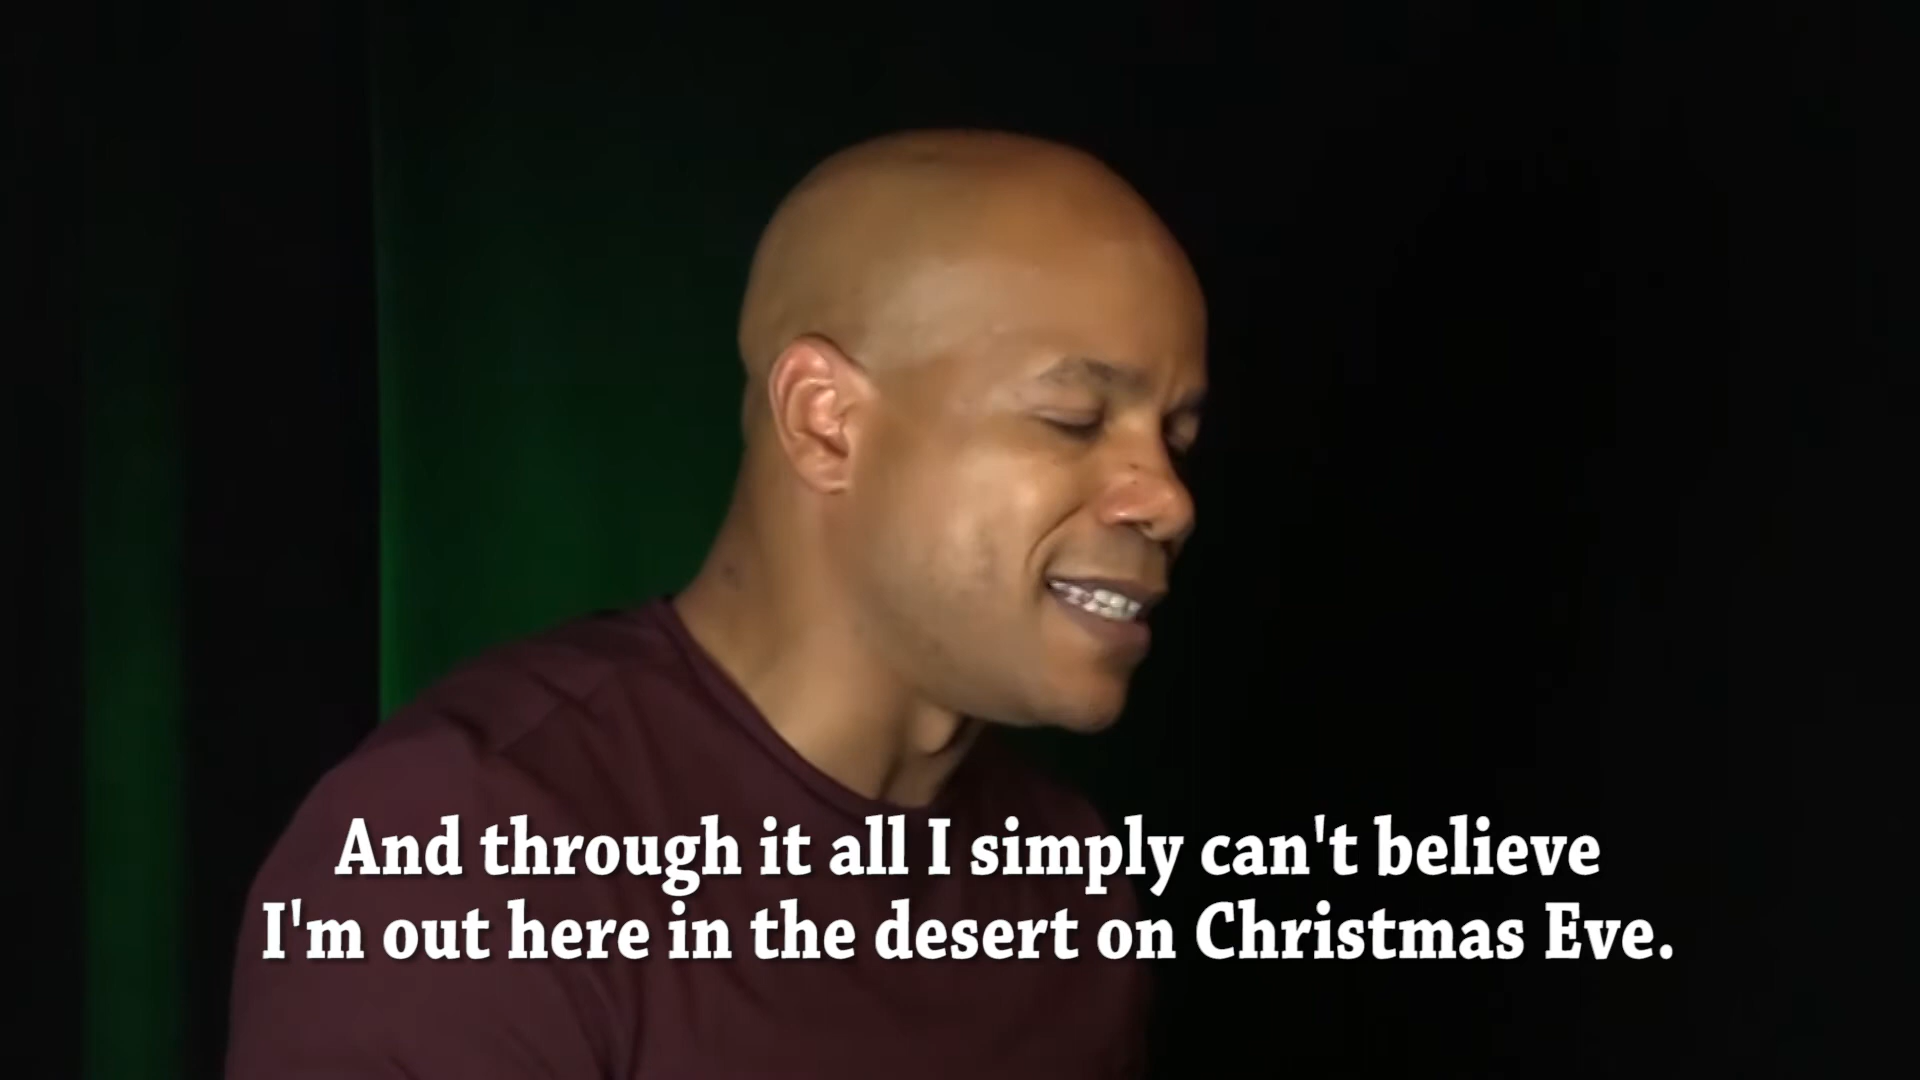 And through it all I simply can't believe
I'm out here in the desert on Christmas Eve.